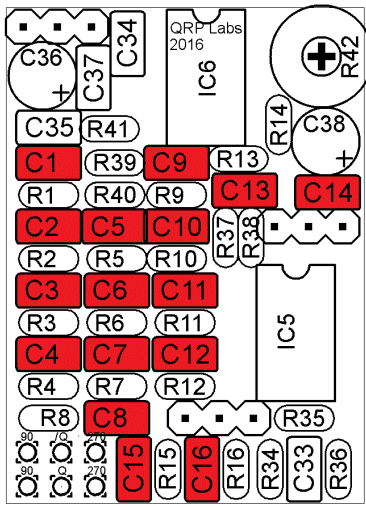 QRP Labs
2016
C36
C37
C34
IC6
R42
R14
C38
C35
R41
C1
R39
C9
R13
R1
R40
R9
C13
C14
C2
C5
C10
R37
R38
R2
R5
R10
C3
C6
C11
R3
R6
R11
IC5
C4
C7
C12
R4
R7
R12
R8
C8
R35
90
/Q
270
90
Q
270
C15
R15
C16
R16
R34
C33
R36